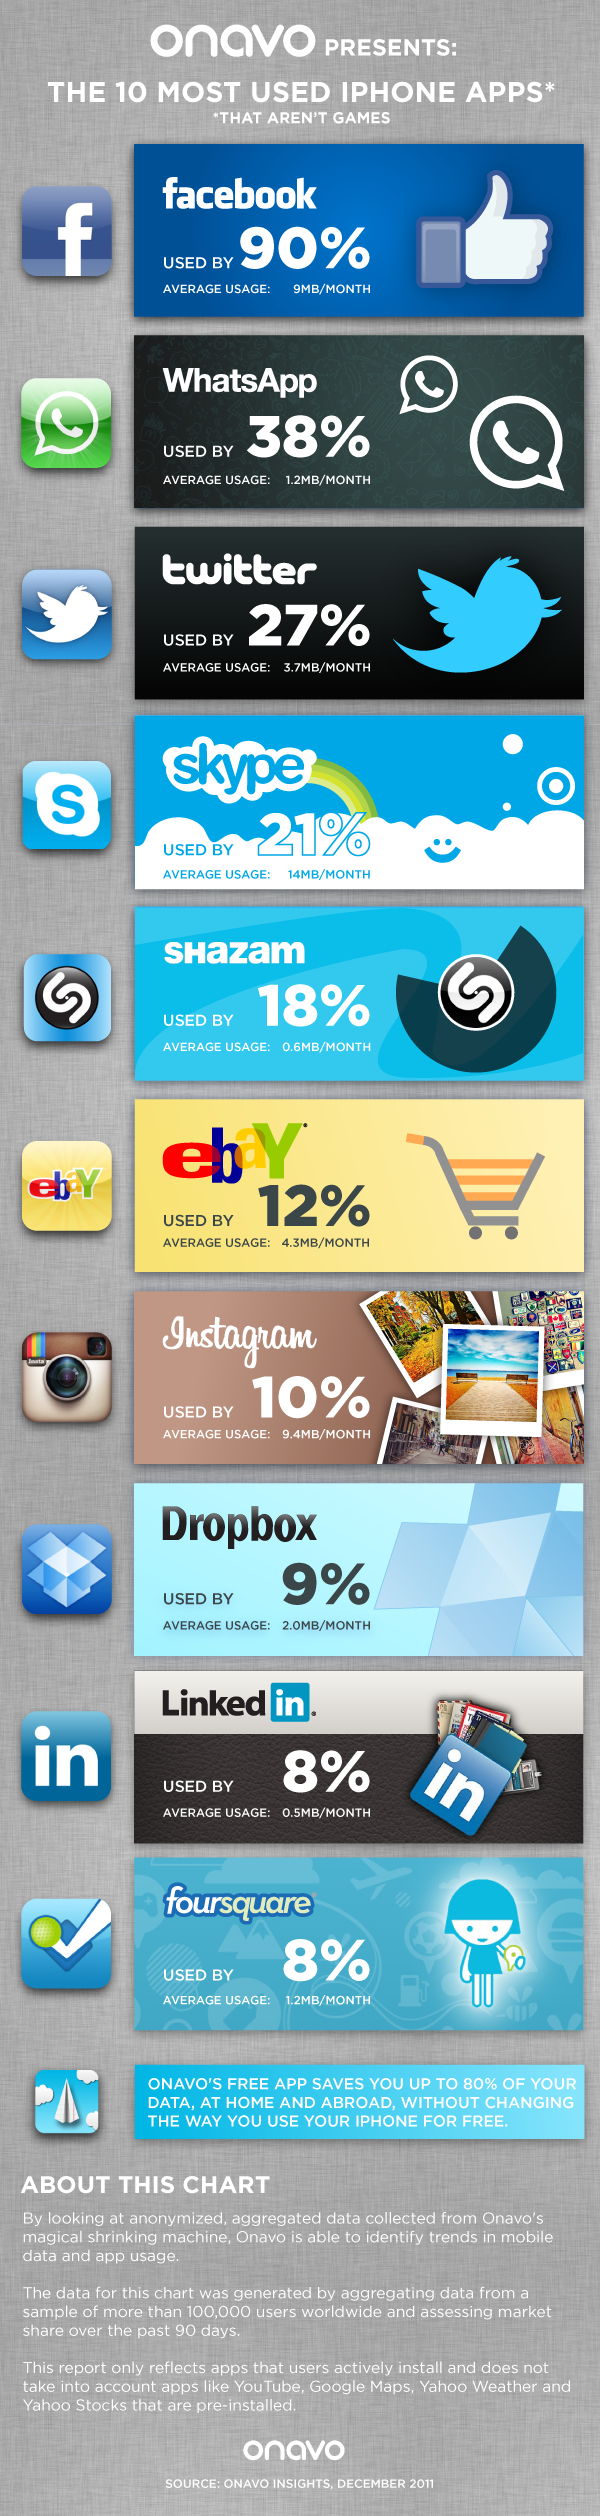 onavo PRESENTS:
THE 10 MOST USED IPHONE APPS*
*THAT AREN'T GAMES
f
facebook
USED BY 90%
AVERAGE USAGE: 9MB/MONTH
WhatsApp
USED BY 38%
AVERAGE USAGE: 1.2MB/MONTH
twitter
USED BY 27%
AVERAGE USAGE: 3.7MB/MONTH
S
skype
USED BY 21%
AVERAGE USAGE: 14MB/MONTH
SHazam
USED BY 18%
AVERAGE USAGE: 0.6MB/MONTH
ebaY
ebaY
USED BY 12%
AVERAGE USAGE: 4.3MB/MONTH
Insta
Instagram
USED BY 10%
AVERAGE USAGE: 9.4MB/MONTH
Dropbox
USED BY 9%
AVERAGE USAGE: 2.0MB/MONTH
in
Linked in®
in
USED BY 8%
AVERAGE USAGE: 0.5MB/MONTH
foursquare
USED BY 8%
AVERAGE USAGE: 1.2MB/MONTH
ONAVO'S FREE APP SAVES YOU UP TO 80% OF YOUR
DATA, AT HOME AND ABROAD, WITHOUT CHANGING
THE WAY YOU USE YOUR IPHONE FOR FREE.
ABOUT THIS CHART
By looking at anonymized, aggregated data collected from Onavo's
magical shrinking machine, Onavo is able to identify trends in mobile
data and app usage.
The data for this chart was generated by aggregating data from a
sample of more than 100,000 users worldwide and assessing market
share over the past 90 days.
This report only reflects apps that users actively install and does not
take into account apps like YouTube, Google Maps, Yahoo Weather and
Yahoo Stocks that are pre-installed.
onavo
SOURCE: ONAVO INSIGHTS, DECEMBER 2011